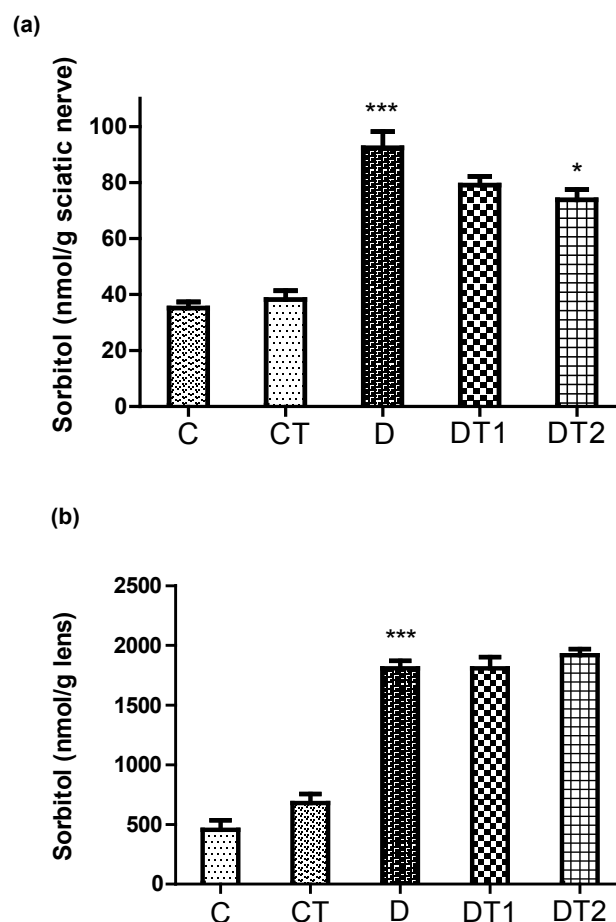 (a)
Sorbitol (nmol/g sciatic nerve)
100
80
60
40
20
0
***
*
C CT D DT1 DT2
(b)
Sorbitol (nmol/g lens)
2500
2000
1500
1000
500
0
***
C CT D DT1 DT2